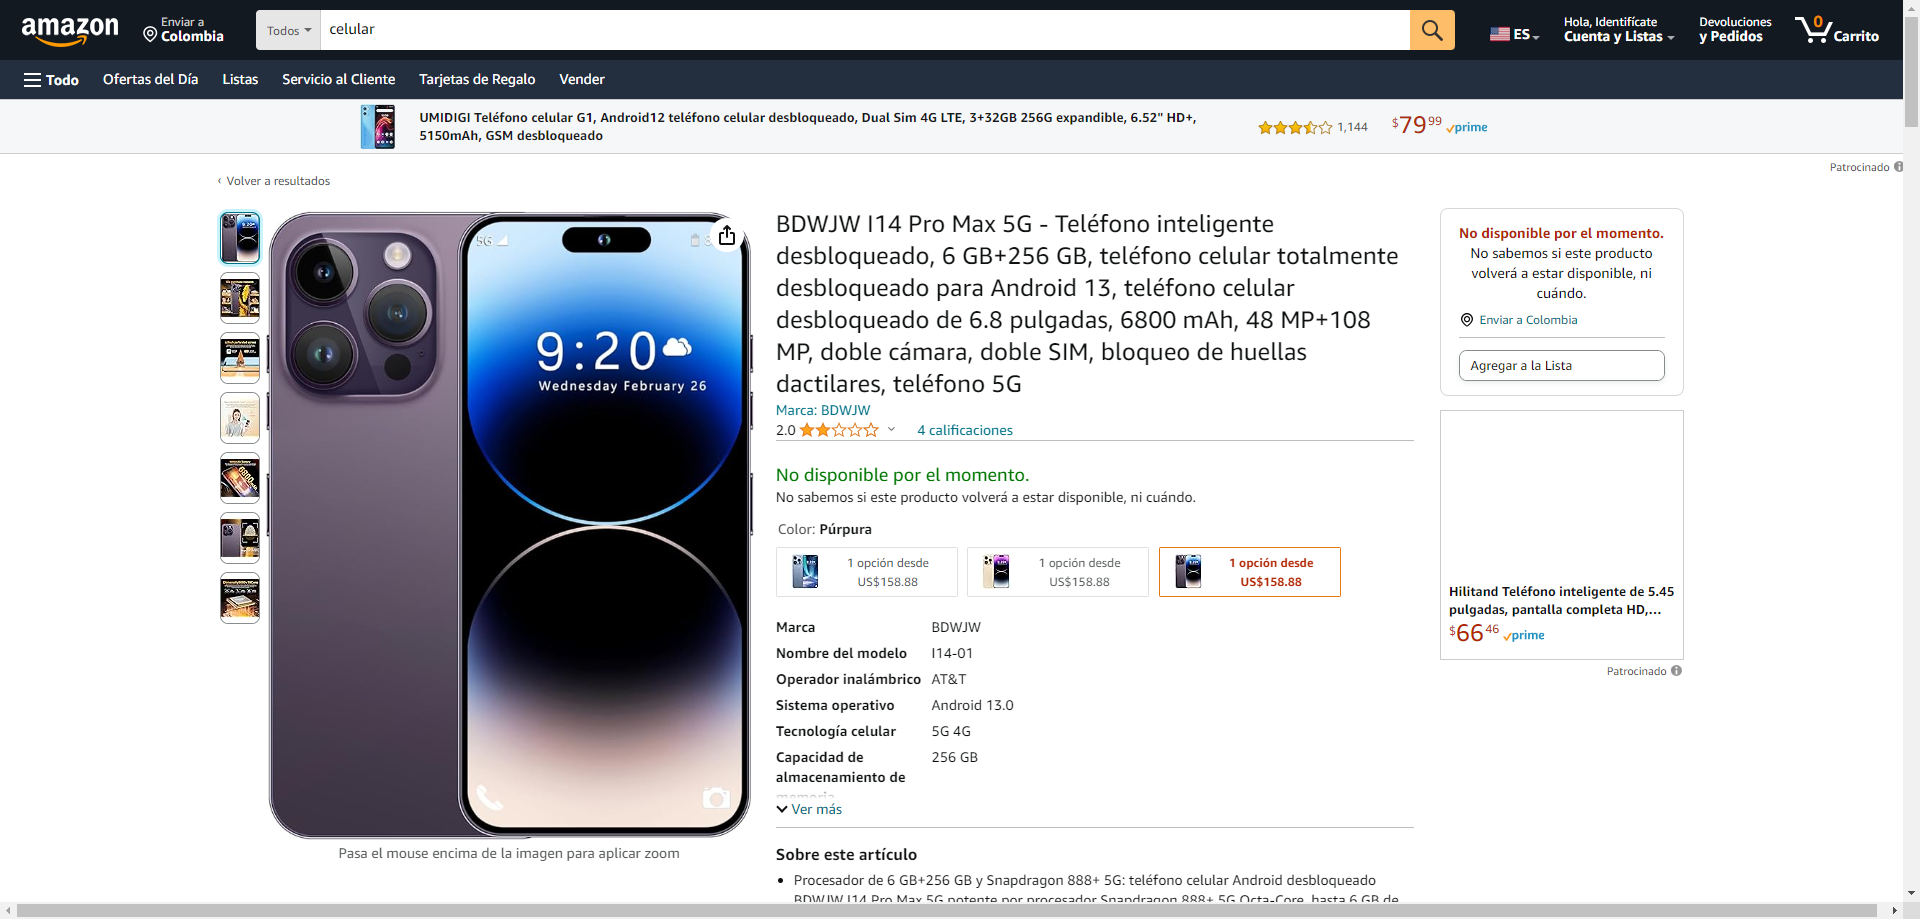 amazon
Enviar a
Colombia
Todos
celular
ES
Hola, Identifícate
Cuenta y Listas
Devoluciones
y Pedidos
0
Carrito
Todo
Ofertas del Día
Listas
Servicio al Cliente
Tarjetas de Regalo
Vender
UMIDIGI Teléfono celular G1, Android12 teléfono celular desbloqueado, Dual Sim 4G LTE, 3+32GB 256G expandible, 6.52" HD+,
5150mAh, GSM desbloqueado
1,144
$79 99 prime
Patrocinado
‹ Volver a resultados
5G
9:20
Wednesday February 26
Pasa el mouse encima de la imagen para aplicar zoom
BDWJW I14 Pro Max 5G - Teléfono inteligente
desbloqueado, 6 GB+256 GB, teléfono celular totalmente
desbloqueado para Android 13, teléfono celular
desbloqueado de 6.8 pulgadas, 6800 mAh, 48 MP+108
MP, doble cámara, doble SIM, bloqueo de huellas
dactilares, teléfono 5G
Marca: BDWJW
2.0
4 calificaciones
No disponible por el momento.
No sabemos si este producto volverá a estar disponible, ni cuándo.
Color: Púrpura
1 opción desde
US$158.88
1 opción desde
US$158.88
1 opción desde
US$158.88
Marca BDWJW
Nombre del modelo I14-01
Operador inalámbrico AT&T
Sistema operativo Android 13.0
Tecnología celular 5G 4G
Capacidad de 256 GB
almacenamiento de
memoria
Ver más
Sobre este artículo
• Procesador de 6 GB+256 GB y Snapdragon 888+ 5G: teléfono celular Android desbloqueado
BDWJW I14 Pro Max 5G potente por procesador Snapdragon 888+ 5G Octa-Core, hasta 6 GB de
No disponible por el momento.
No sabemos si este producto
volverá a estar disponible, ni
cuándo.
Enviar a Colombia
Agregar a la Lista
Hilitand Teléfono inteligente de 5.45
pulgadas, pantalla completa HD,...
$66 46 prime
Patrocinado